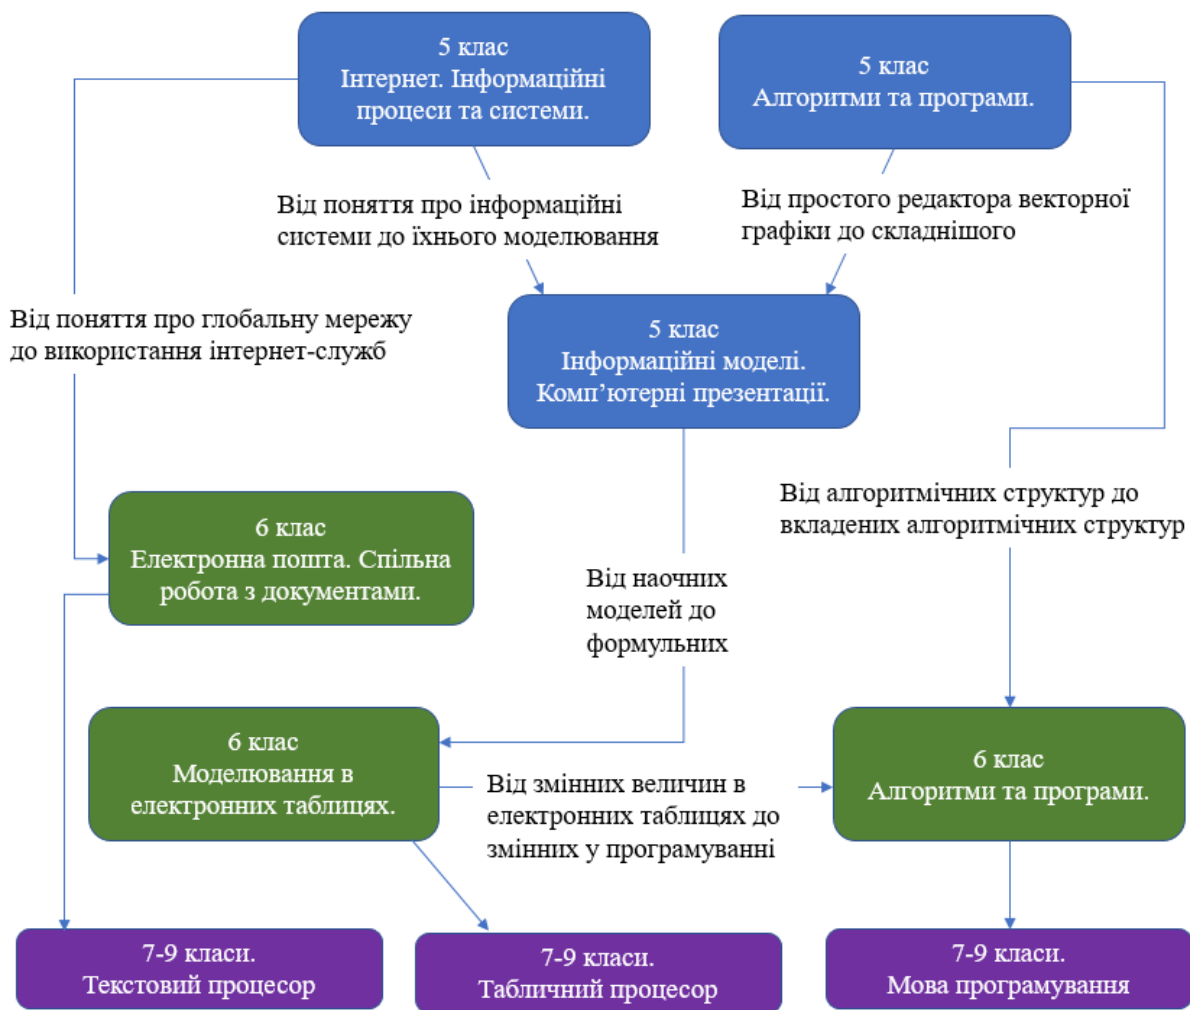 5 клас
Інтернет. Інформаційні
процеси та системи.
5 клас
Алгоритми та програми.
Від поняття про інформаційні
системи до їхнього моделювання
Від простого редактора векторної
графіки до складнішого
Від поняття про глобальну мережу
до використання інтернет-служб
5 клас
Інформаційні моделі.
Комп’ютерні презентації.
Від алгоритмічних структур до
вкладених алгоритмічних структур
6 клас
Електронна пошта. Спільна
робота з документами.
Від наочних
моделей до
формульних
6 клас
Моделювання в
електронних таблицях.
Від змінних величин в
електронних таблицях до
змінних у програмуванні
6 клас
Алгоритми та програми.
7-9 класи.
Текстовий процесор
7-9 класи.
Табличний процесор
7-9 класи.
Мова програмування